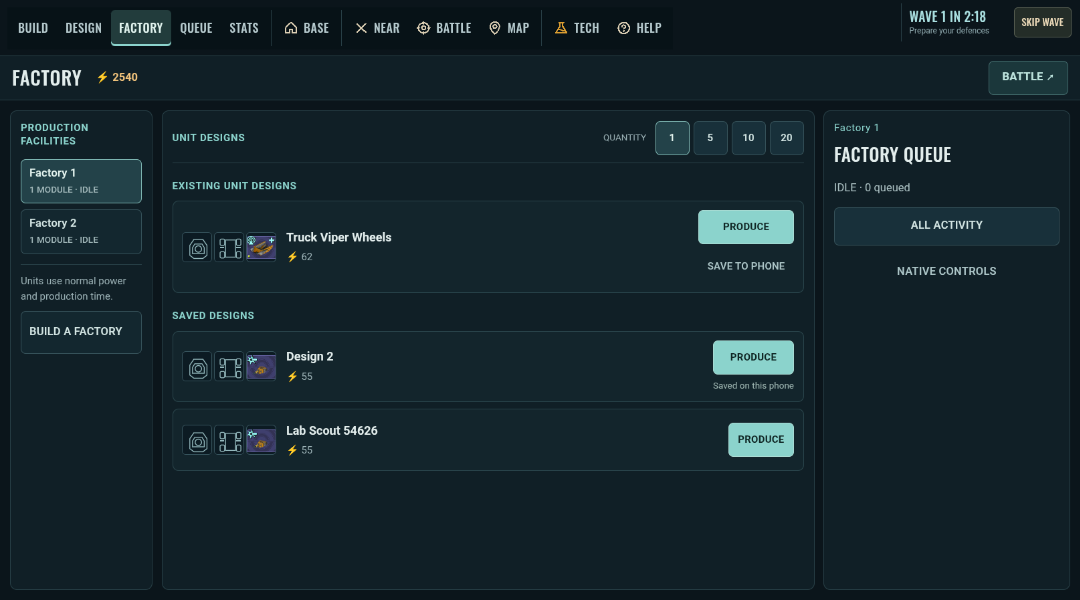 BUILD
DESIGN
FACTORY
QUEUE
STATS
BASE
NEAR
BATTLE
MAP
TECH
HELP
WAVE 1 IN 2:18
Prepare your defences
SKIP WAVE
FACTORY
⚡ 2540
BATTLE ↗
PRODUCTION
FACILITIES
Factory 1
1 MODULE · IDLE
Factory 2
1 MODULE · IDLE
Units use normal power
and production time.
BUILD A FACTORY
UNIT DESIGNS
QUANTITY
1
5
10
20
EXISTING UNIT DESIGNS
Truck Viper Wheels
⚡ 62
PRODUCE
SAVE TO PHONE
SAVED DESIGNS
Design 2
⚡ 55
PRODUCE
Saved on this phone
Lab Scout 54626
⚡ 55
PRODUCE
Factory 1
FACTORY QUEUE
IDLE · 0 queued
ALL ACTIVITY
NATIVE CONTROLS